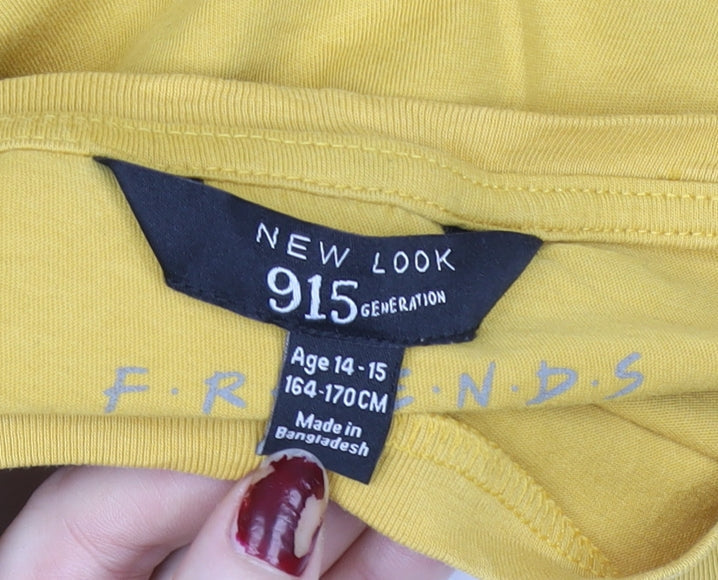 NEW LOOK
915 GENERATION
Age 14-15
164-170CM
Made in
Bangladesh
F·R·E·N·D·S